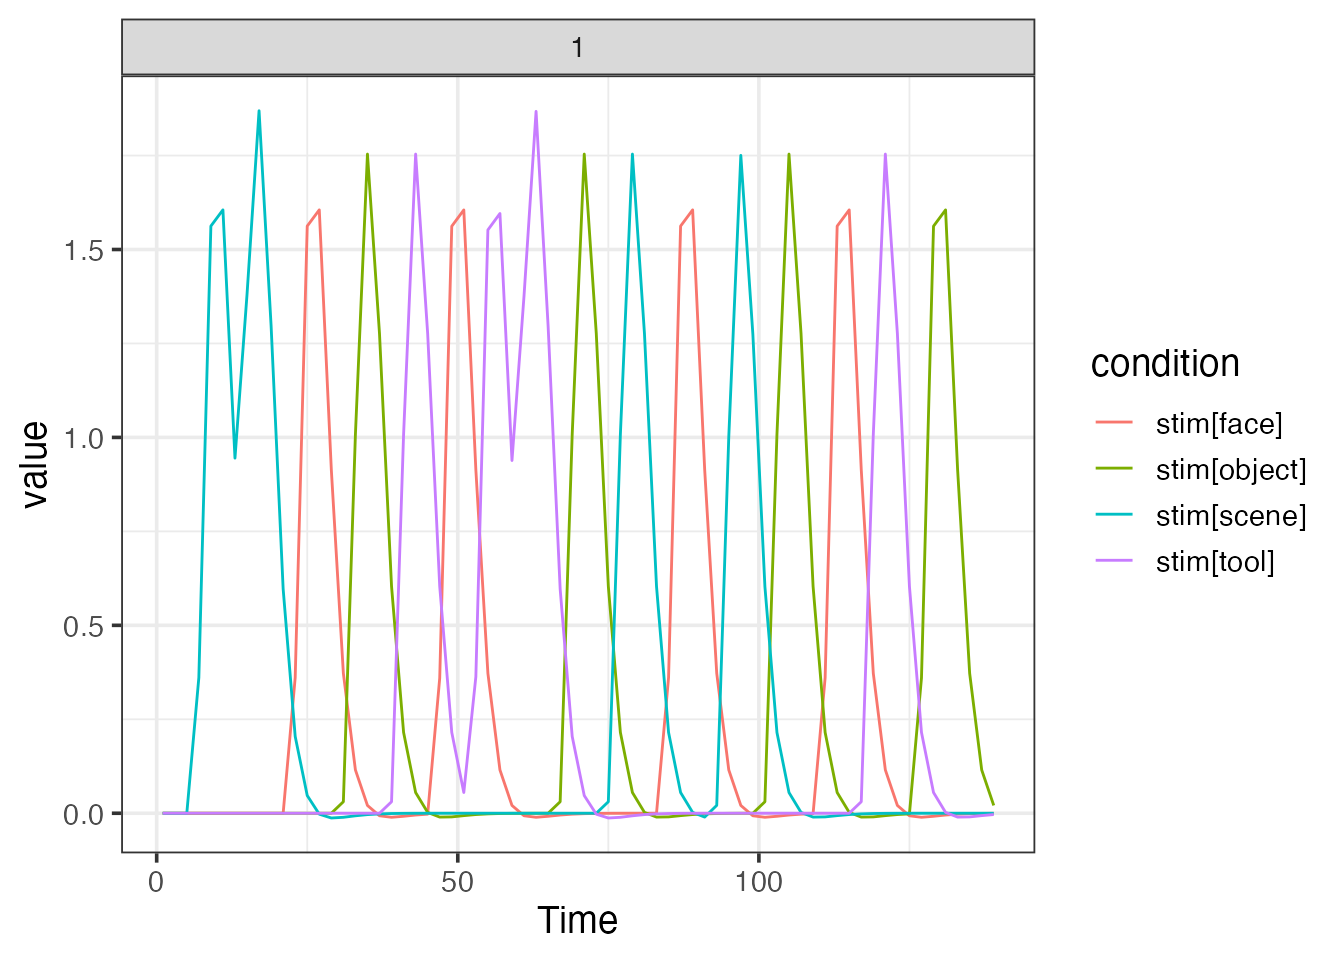 1
value
1.5
1.0
0.5
0.0
0
50
100
Time
condition
stim[face]
stim[object]
stim[scene]
stim[tool]